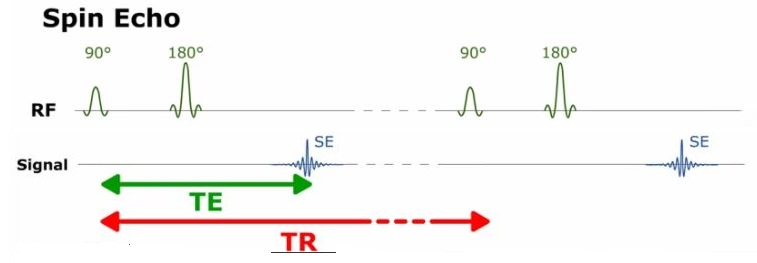 Spin Echo
90° 180° 90° 180°
RF
SE SE
Signal
TE
TR